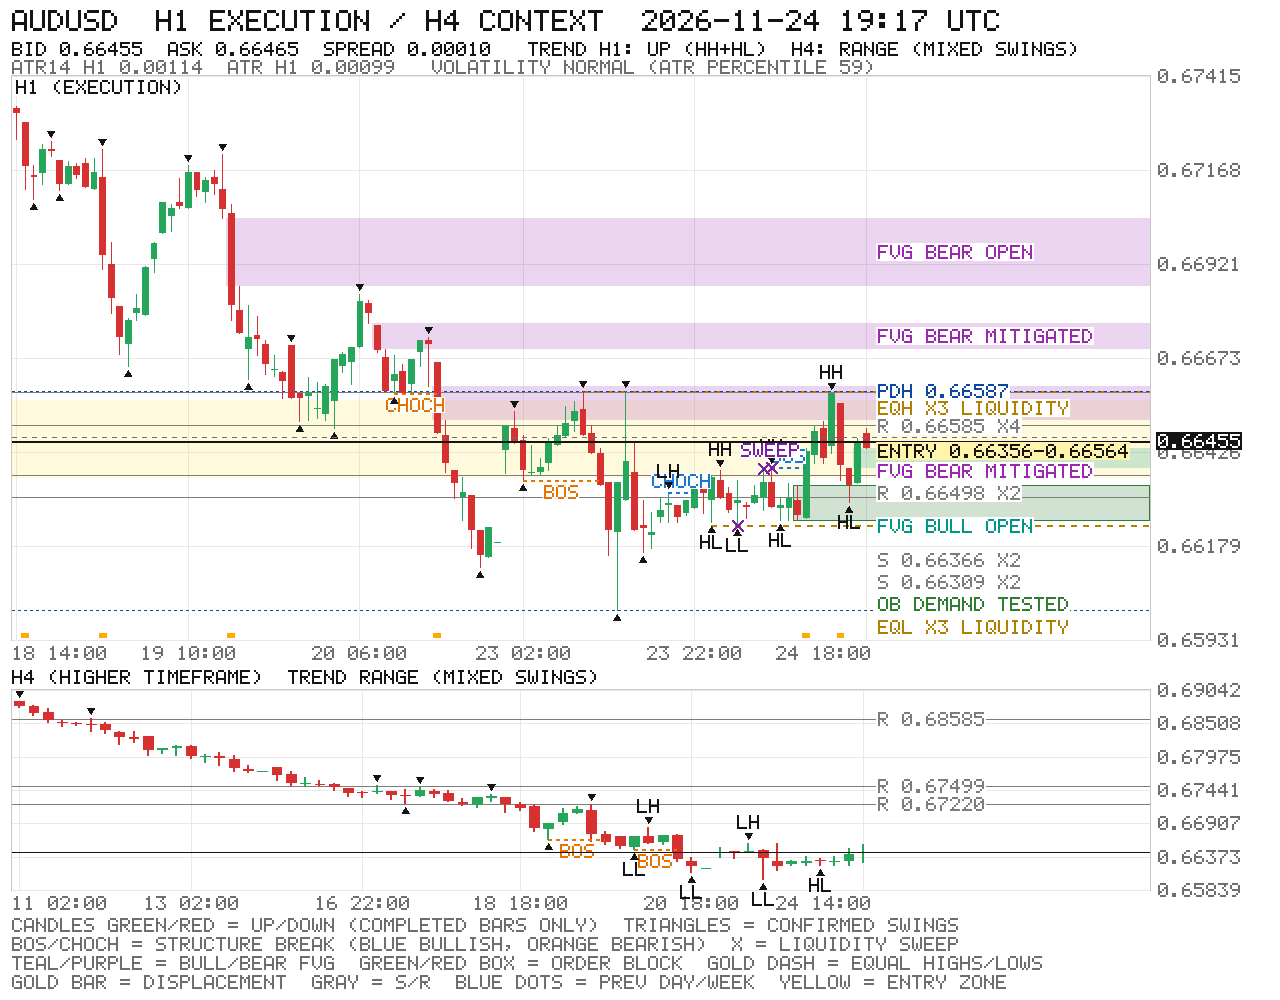 AUDUSD  H1 EXECUTION / H4 CONTEXT  2026-11-24 19:17 UTC
BID 0.66455  ASK 0.66465  SPREAD 0.00010   TREND H1: UP (HH+HL)  H4: RANGE (MIXED SWINGS)
ATR14 H1 0.00114  ATR H1 0.00099   VOLATILITY NORMAL (ATR PERCENTILE 59)
H1 (EXECUTION)
0.67415
0.67168
0.66921
0.66673
0.66455
0.66426
0.66179
0.65931
FVG BEAR OPEN
FVG BEAR MITIGATED
PDH 0.66587
EQH X3 LIQUIDITY
R 0.66585 X4
ENTRY 0.66356-0.66564
FVG BEAR MITIGATED
R 0.66498 X2
FVG BULL OPEN
S 0.66366 X2
S 0.66309 X2
OB DEMAND TESTED
EQL X3 LIQUIDITY
CHOCH
BOS
LH
CHOCH
HH
SWEEP
HH
HL
LL
HL
HL
18 14:00  19 10:00  20 06:00  23 02:00  23 22:00  24 18:00
H4 (HIGHER TIMEFRAME)  TREND RANGE (MIXED SWINGS)
0.69042
0.68508
0.67975
0.67441
0.66907
0.66373
0.65839
R 0.68585
R 0.67499
R 0.67220
BOS
LH
LL
BOS
LL
LH
LL
HL
11 02:00  13 02:00  16 22:00  18 18:00  20 18:00  24 14:00
CANDLES GREEN/RED = UP/DOWN (COMPLETED BARS ONLY)  TRIANGLES = CONFIRMED SWINGS
BOS/CHOCH = STRUCTURE BREAK (BLUE BULLISH, ORANGE BEARISH)  X = LIQUIDITY SWEEP
TEAL/PURPLE = BULL/BEAR FVG  GREEN/RED BOX = ORDER BLOCK  GOLD DASH = EQUAL HIGHS/LOWS
GOLD BAR = DISPLACEMENT  GRAY = S/R  BLUE DOTS = PREV DAY/WEEK  YELLOW = ENTRY ZONE